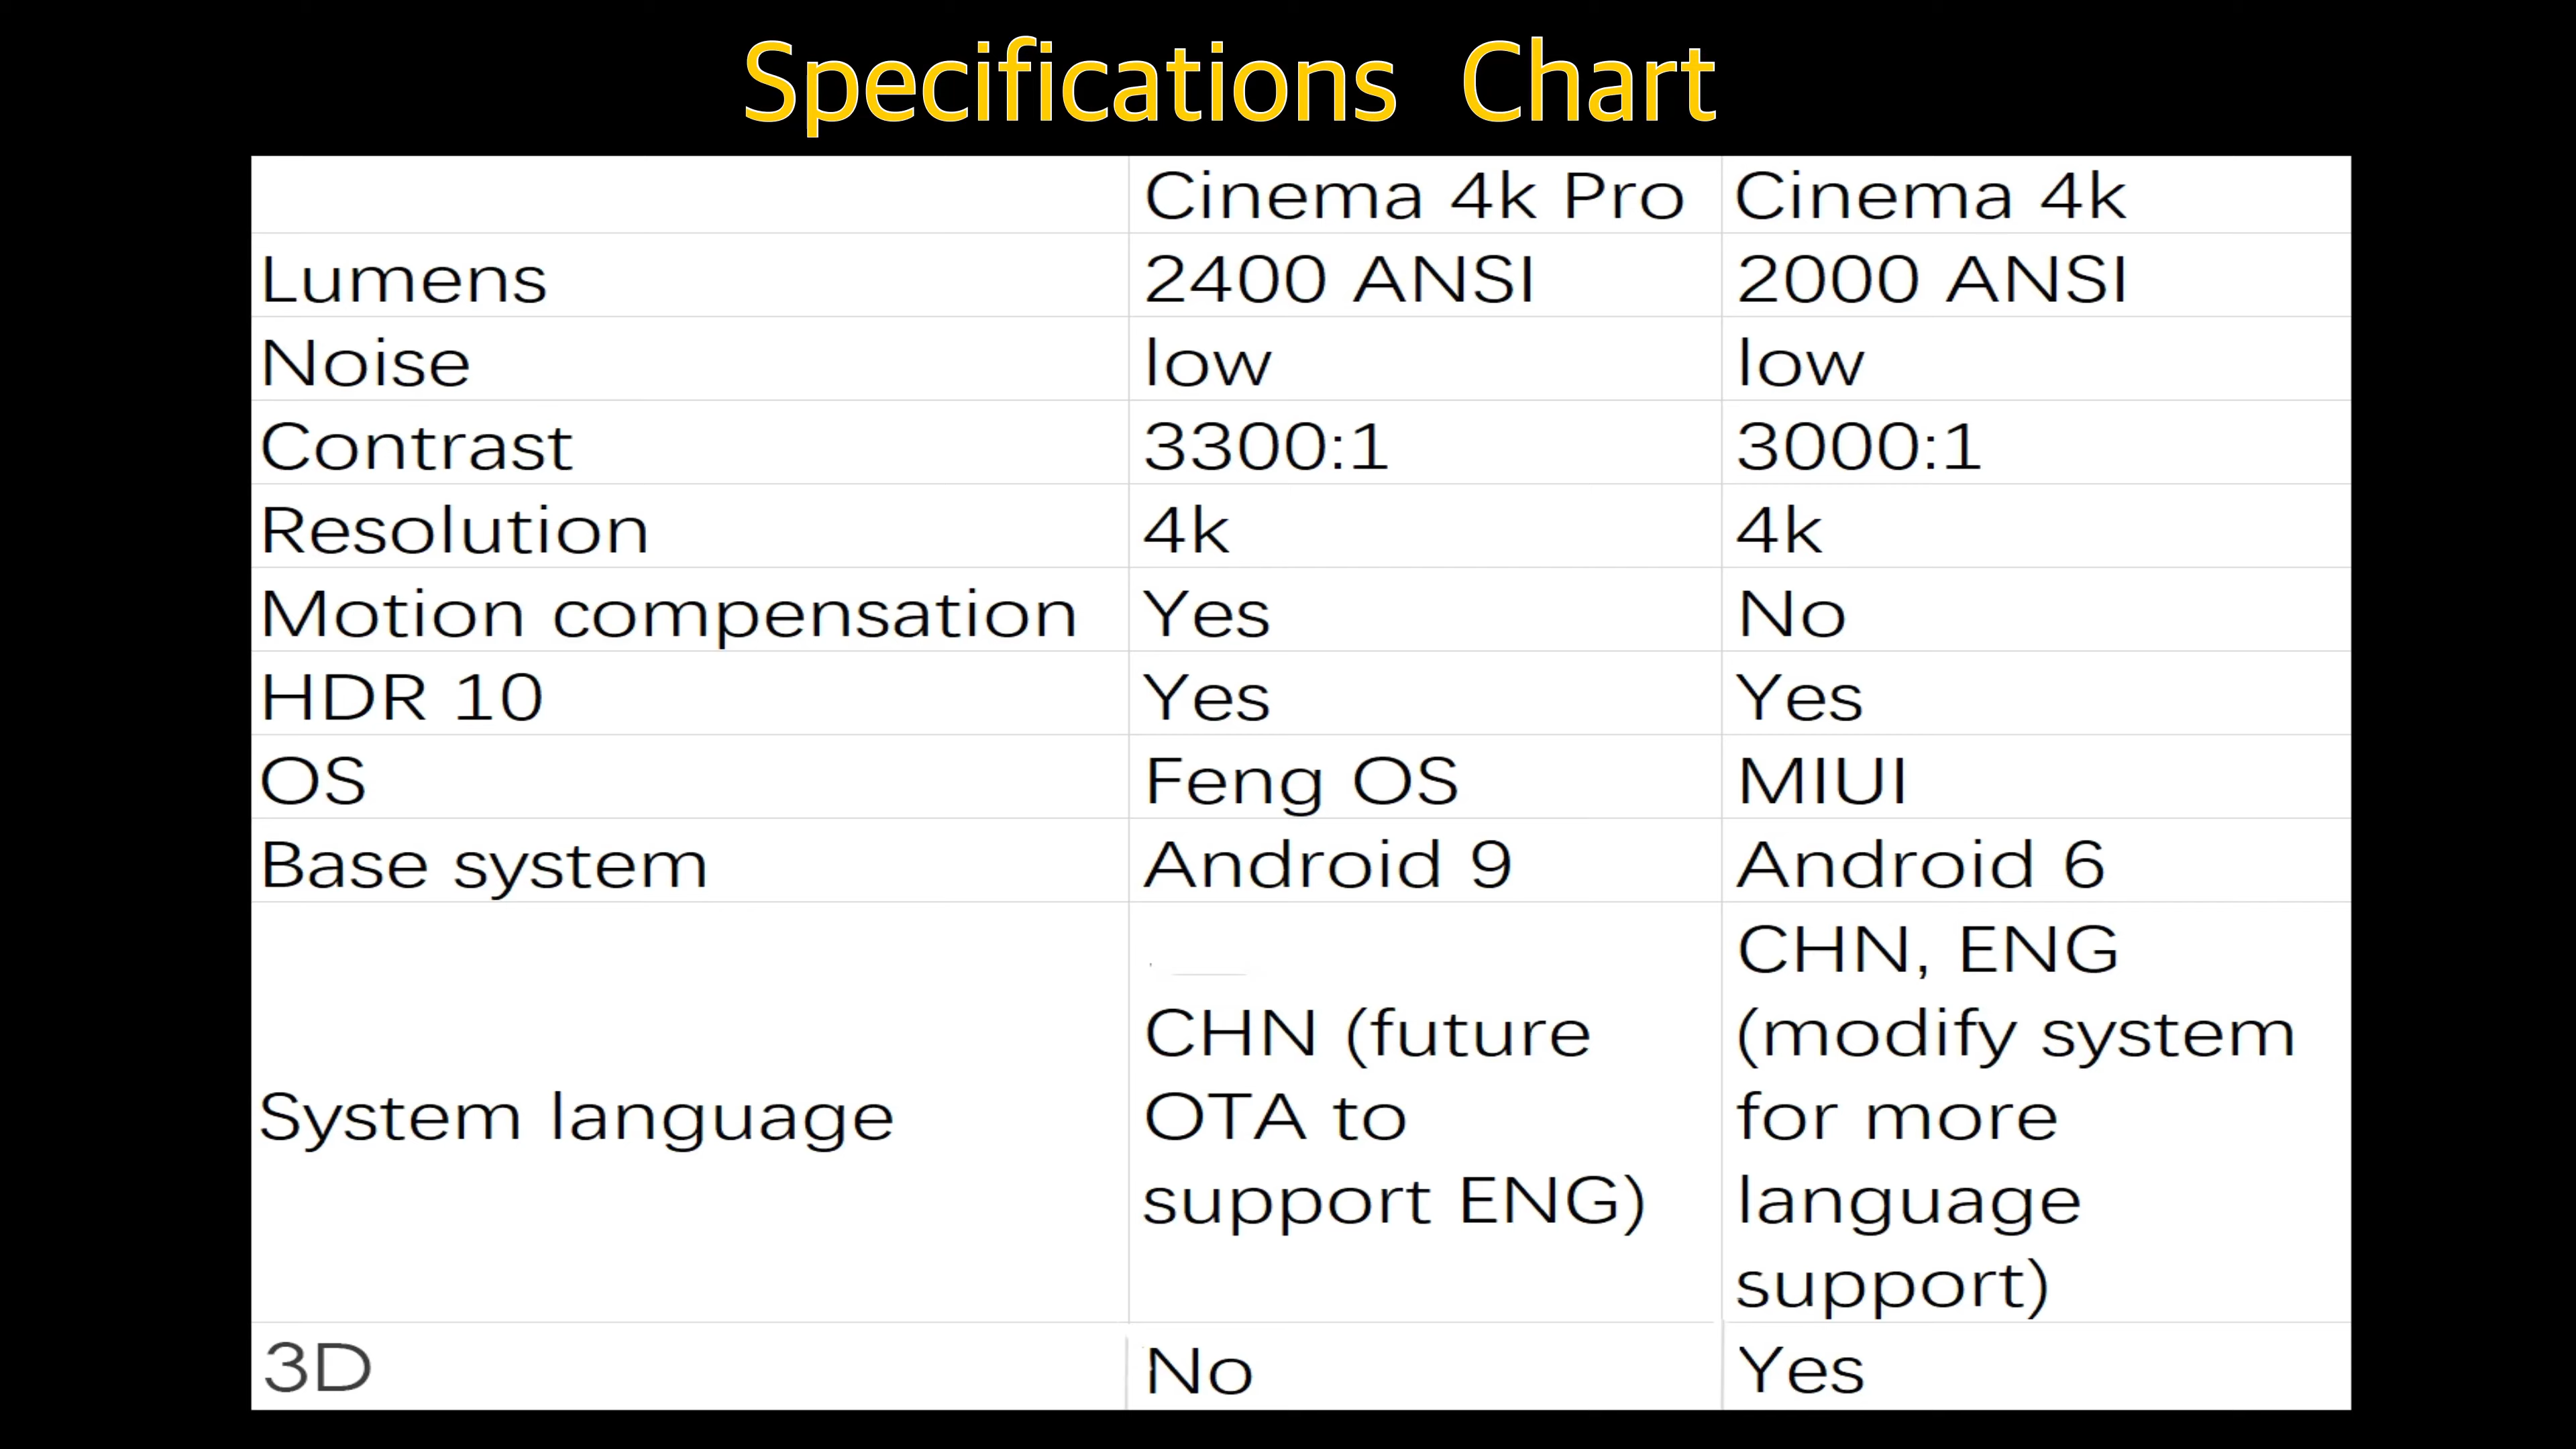 Specifications Chart
Cinema 4k Pro Cinema 4k
Lumens 2400 ANSI 2000 ANSI
Noise low low
Contrast 3300:1 3000:1
Resolution 4k 4k
Motion compensation Yes No
HDR 10 Yes Yes
OS Feng OS MIUI
Base system Android 9 Android 6
System language
CHN (future
OTA to
support ENG)
CHN, ENG
(modify system
for more
language
support)
3D No Yes